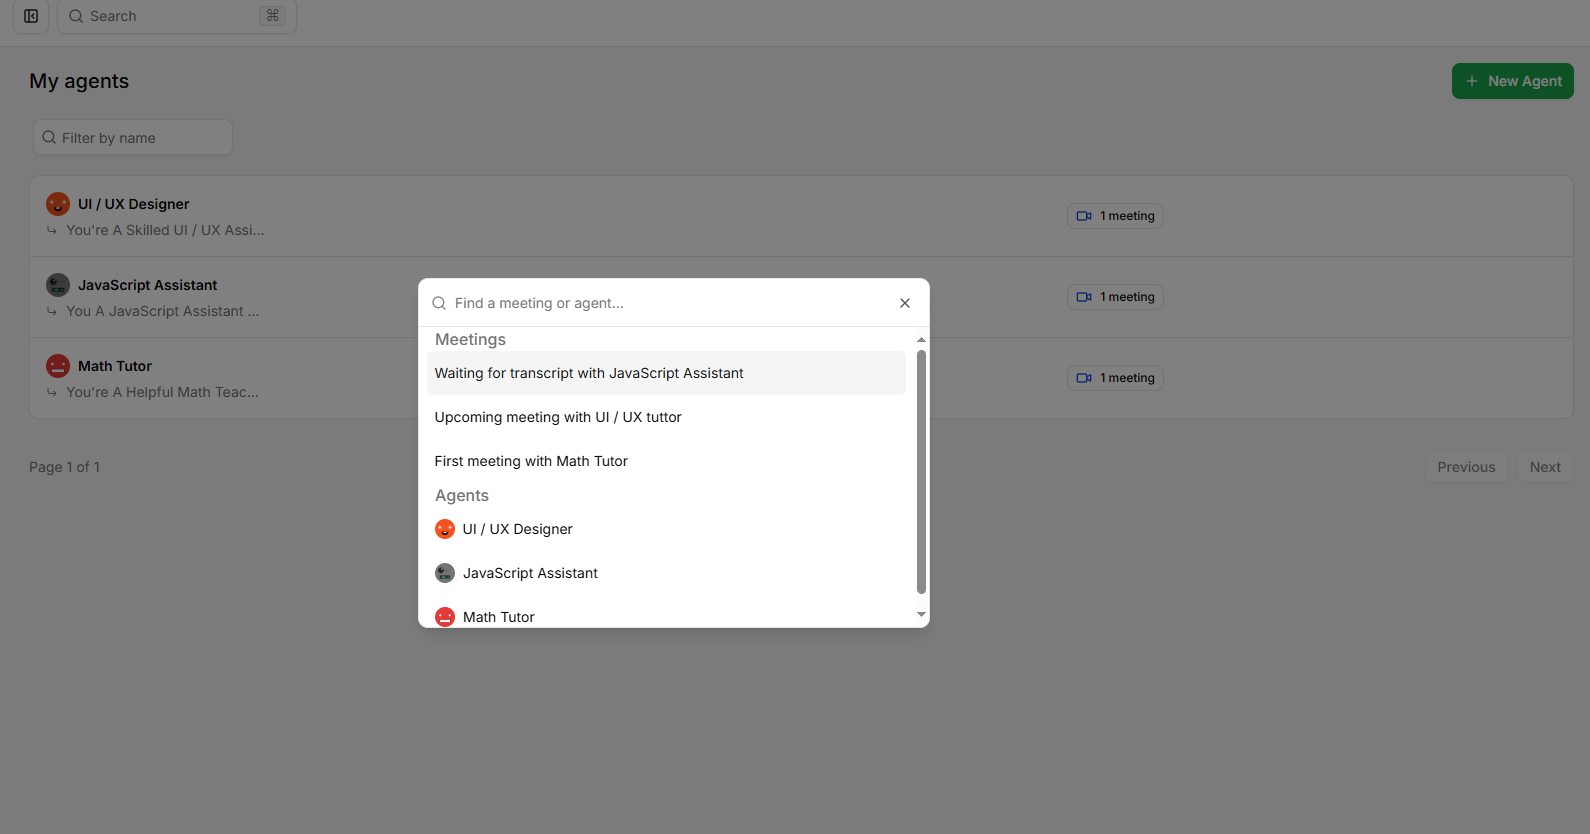 Search ⌘
My agents
+ New Agent
Filter by name
UI / UX Designer
You're A Skilled UI / UX Assi...
1 meeting
JavaScript Assistant
You A JavaScript Assistant ...
1 meeting
Math Tutor
You're A Helpful Math Teac...
1 meeting
Page 1 of 1
Previous
Next
Find a meeting or agent...
Meetings
Waiting for transcript with JavaScript Assistant
Upcoming meeting with UI / UX tuttor
First meeting with Math Tutor
Agents
UI / UX Designer
JavaScript Assistant
Math Tutor